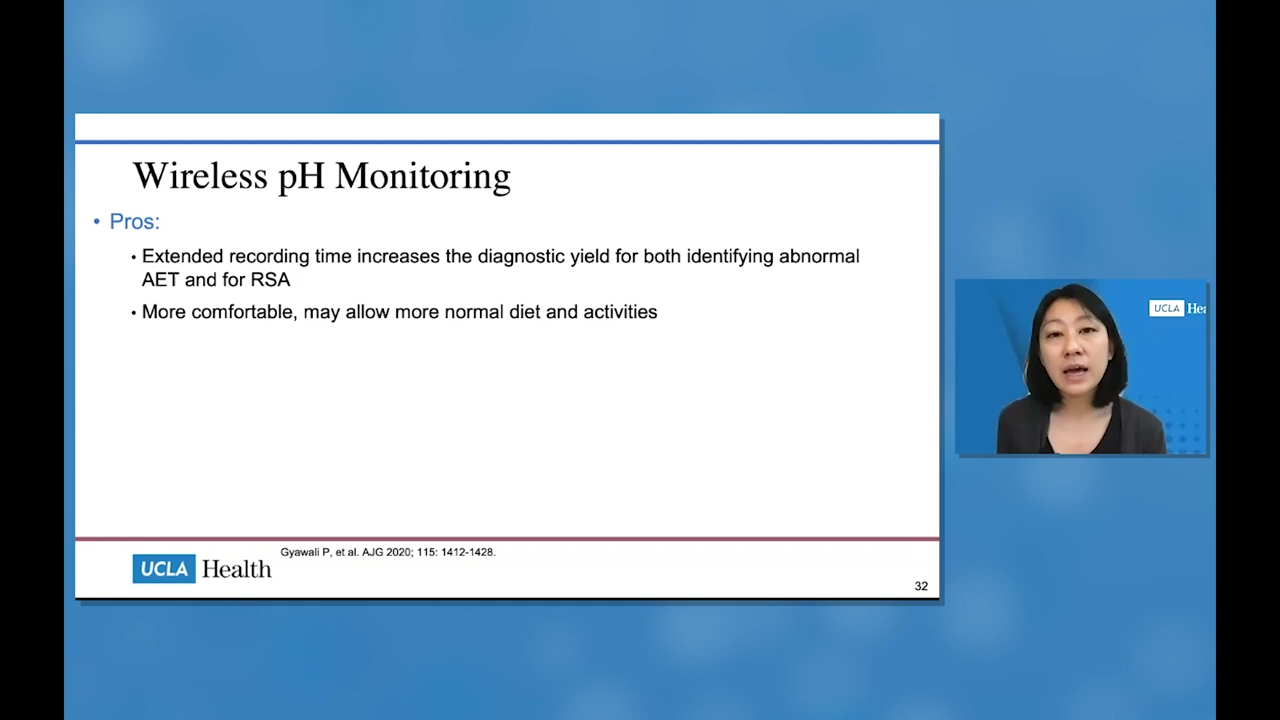 Wireless pH Monitoring
• Pros:
• Extended recording time increases the diagnostic yield for both identifying abnormal
AET and for RSA
• More comfortable, may allow more normal diet and activities
UCLA Hea
Gyawali P, et al. AJG 2020; 115: 1412-1428.
UCLA Health
32